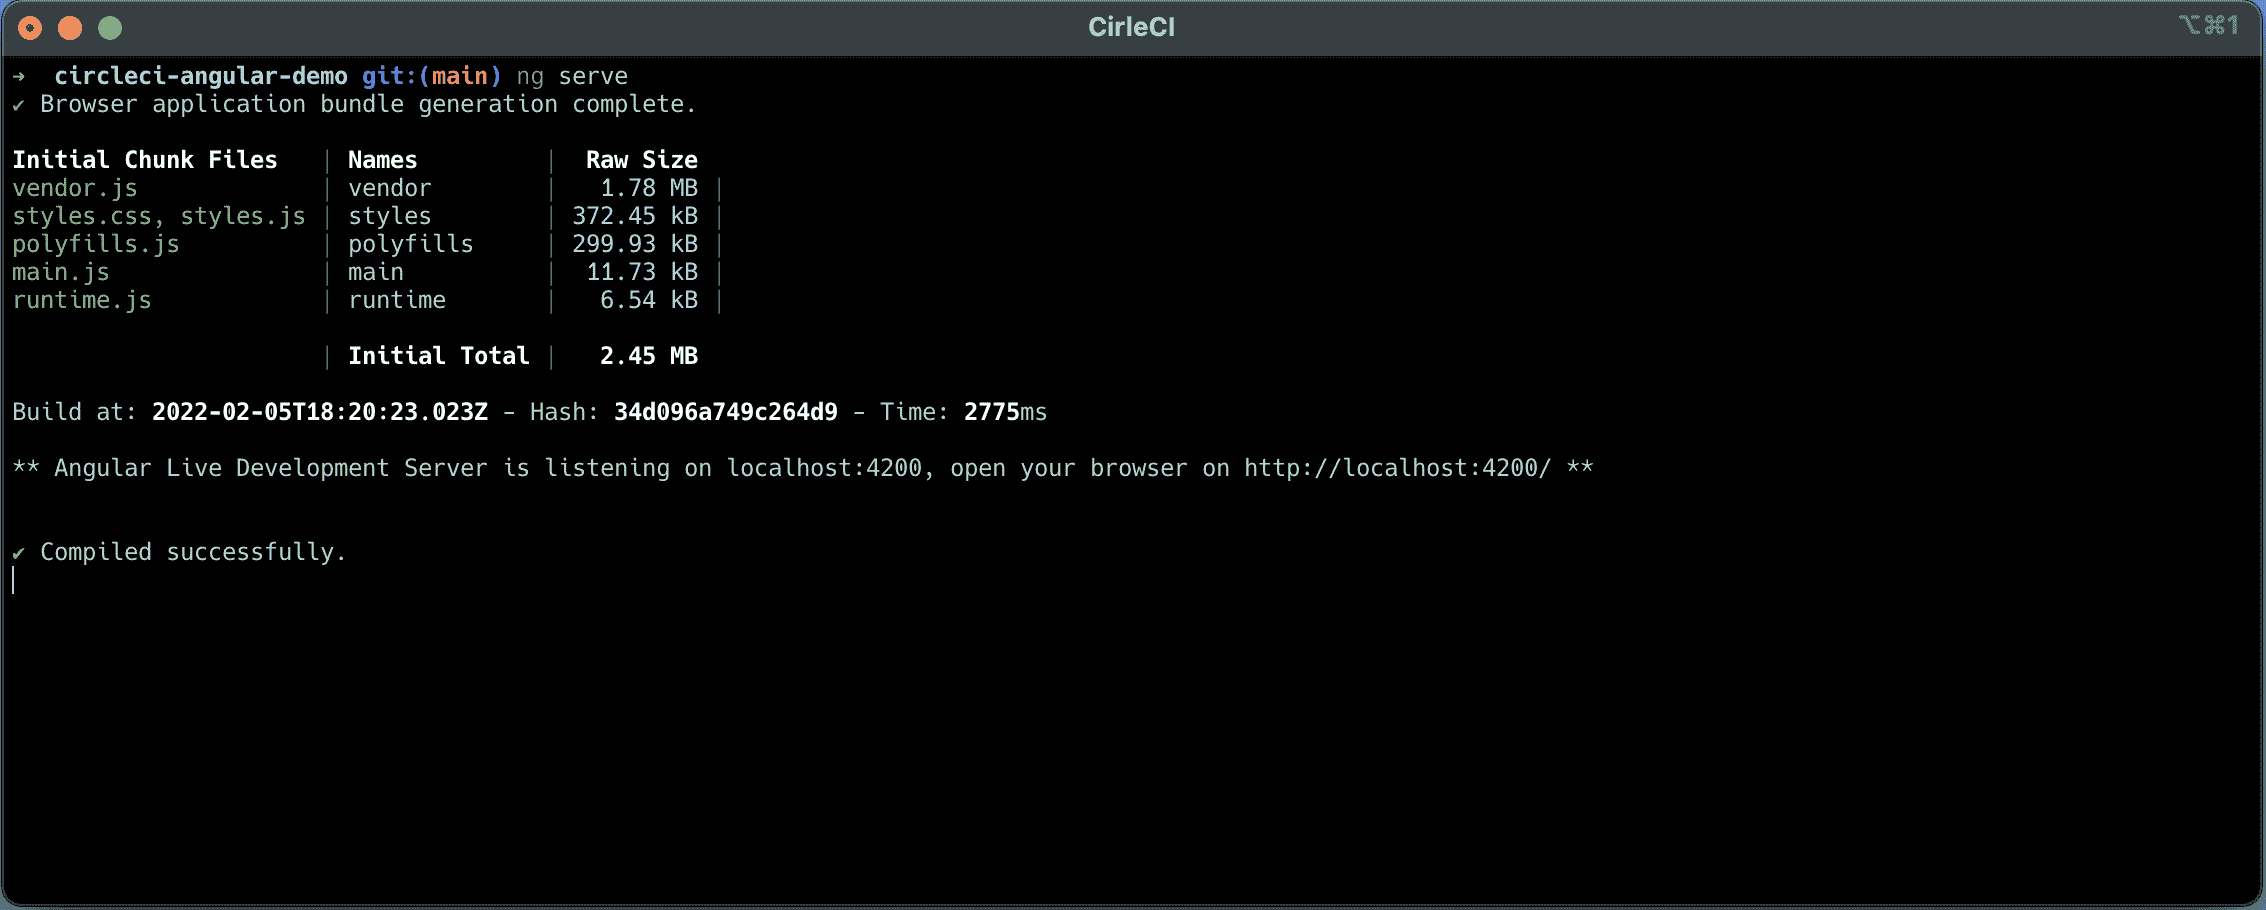 CirleCI
⌥⌘1
➜  circleci-angular-demo git:(main) ng serve
✔ Browser application bundle generation complete.
Initial Chunk Files   | Names         |  Raw Size
vendor.js             | vendor        |   1.78 MB |
styles.css, styles.js | styles        | 372.45 kB |
polyfills.js          | polyfills     | 299.93 kB |
main.js               | main          |  11.73 kB |
runtime.js            | runtime       |   6.54 kB |
                      | Initial Total |   2.45 MB
Build at: 2022-02-05T18:20:23.023Z - Hash: 34d096a749c264d9 - Time: 2775ms
** Angular Live Development Server is listening on localhost:4200, open your browser on http://localhost:4200/ **
✔ Compiled successfully.